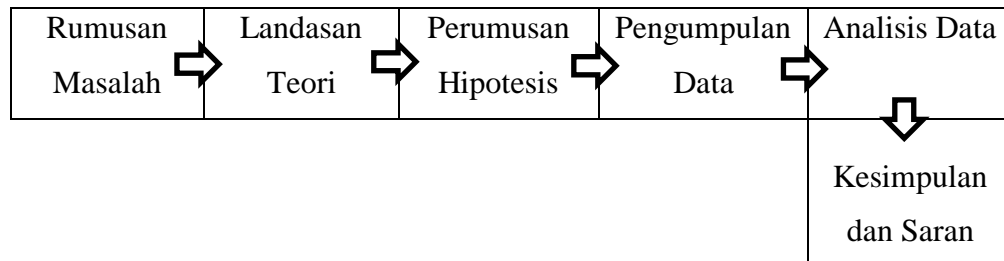 Rumusan
Masalah
Landasan
Teori
Perumusan
Hipotesis
Pengumpulan
Data
Analisis Data
Kesimpulan
dan Saran